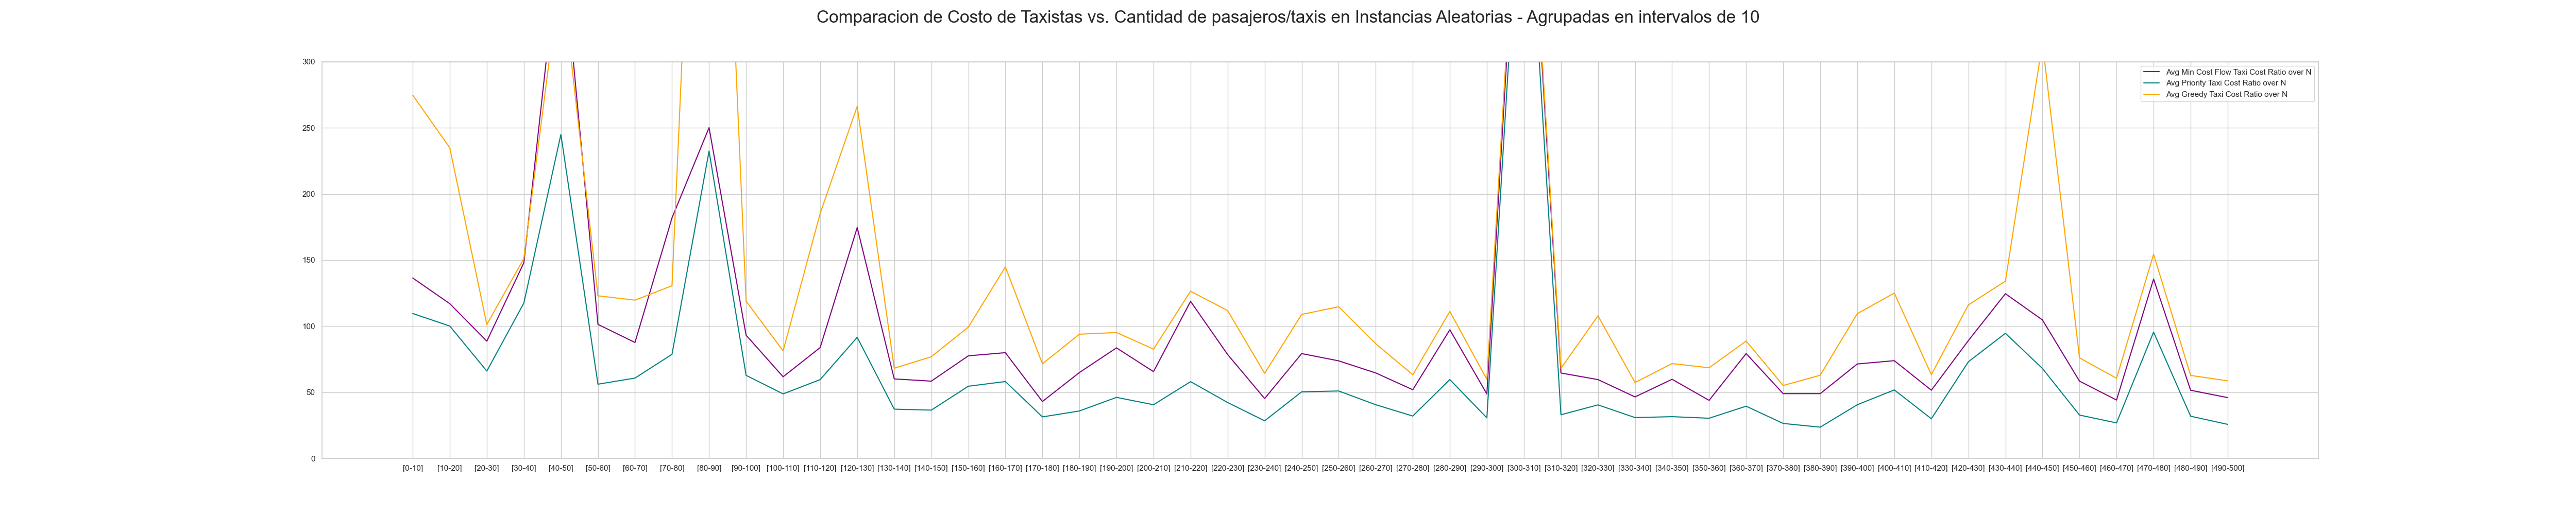 Comparacion de Costo de Taxistas vs. Cantidad de pasajeros/taxis en Instancias Aleatorias - Agrupadas en intervalos de 10
300
250
200
150
100
50
0
Avg Min Cost Flow Taxi Cost Ratio over N
Avg Priority Taxi Cost Ratio over N
Avg Greedy Taxi Cost Ratio over N
[0-10] [10-20] [20-30] [30-40] [40-50] [50-60] [60-70] [70-80] [80-90] [90-100] [100-110] [110-120] [120-130] [130-140] [140-150] [150-160] [160-170] [170-180] [180-190] [190-200] [200-210] [210-220] [220-230] [230-240] [240-250] [250-260] [260-270] [270-280] [280-290] [290-300] [300-310] [310-320] [320-330] [330-340] [340-350] [350-360] [360-370] [370-380] [380-390] [390-400] [400-410] [410-420] [420-430] [430-440] [440-450] [450-460] [460-470] [470-480] [480-490] [490-500]